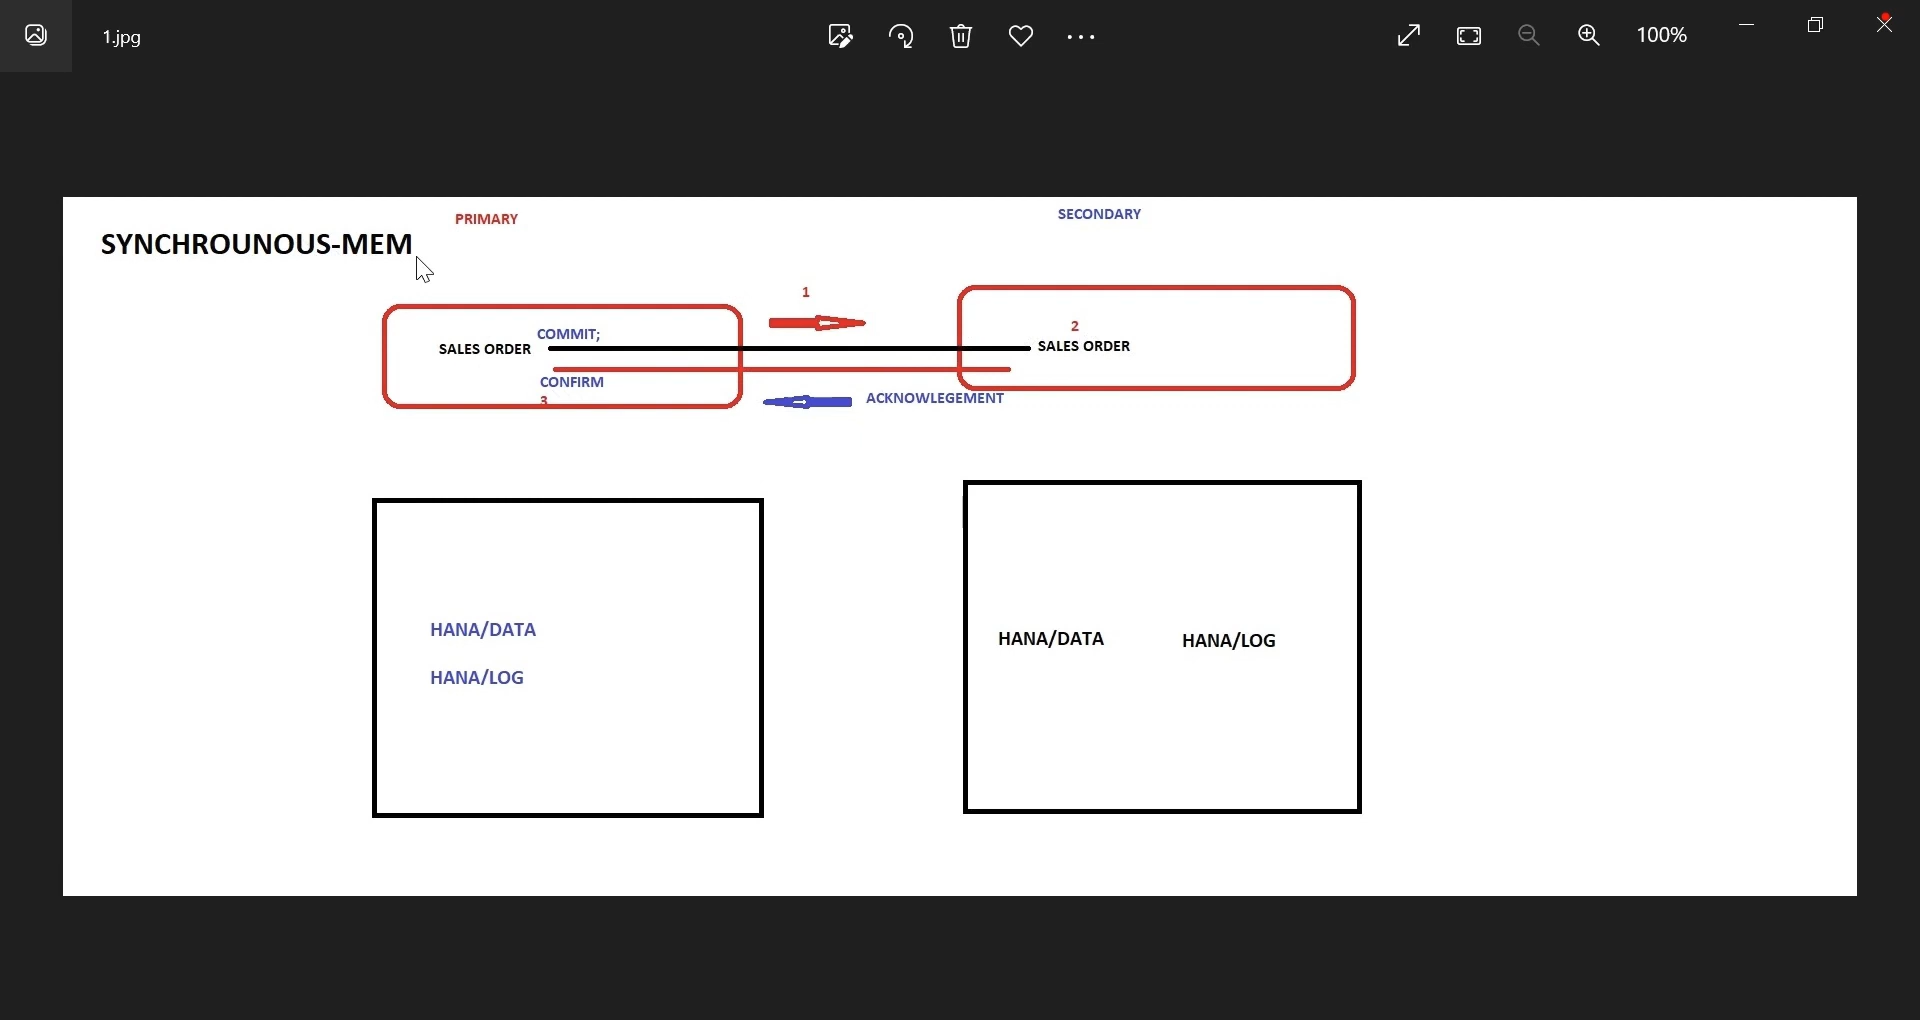 1.jpg
100%
PRIMARY
SECONDARY
SYNCHROUNOUS-MEM
1
COMMIT;
2
SALES ORDER
SALES ORDER
CONFIRM
3
ACKNOWLEGEMENT
HANA/DATA
HANA/LOG
HANA/DATA
HANA/LOG